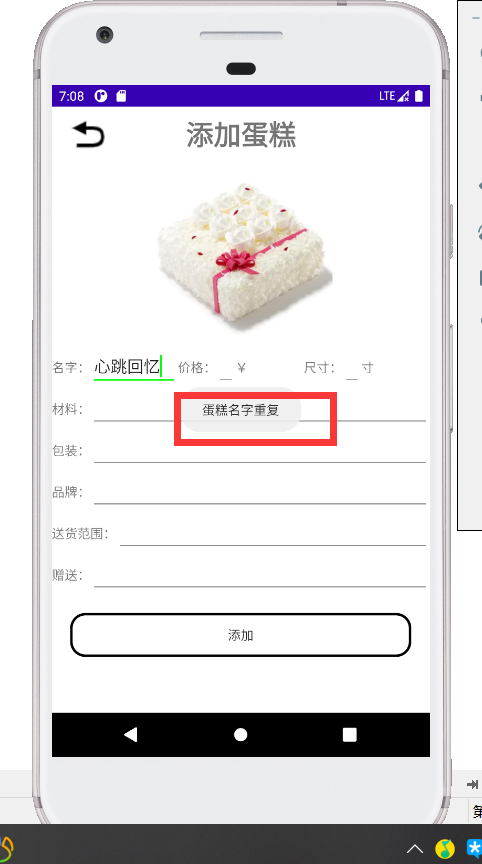 7:08 LTE
添加蛋糕
名字: 心跳回忆 价格: ¥ 尺寸: 寸
材料:
蛋糕名字重复
包装:
品牌:
送货范围:
赠送:
添加